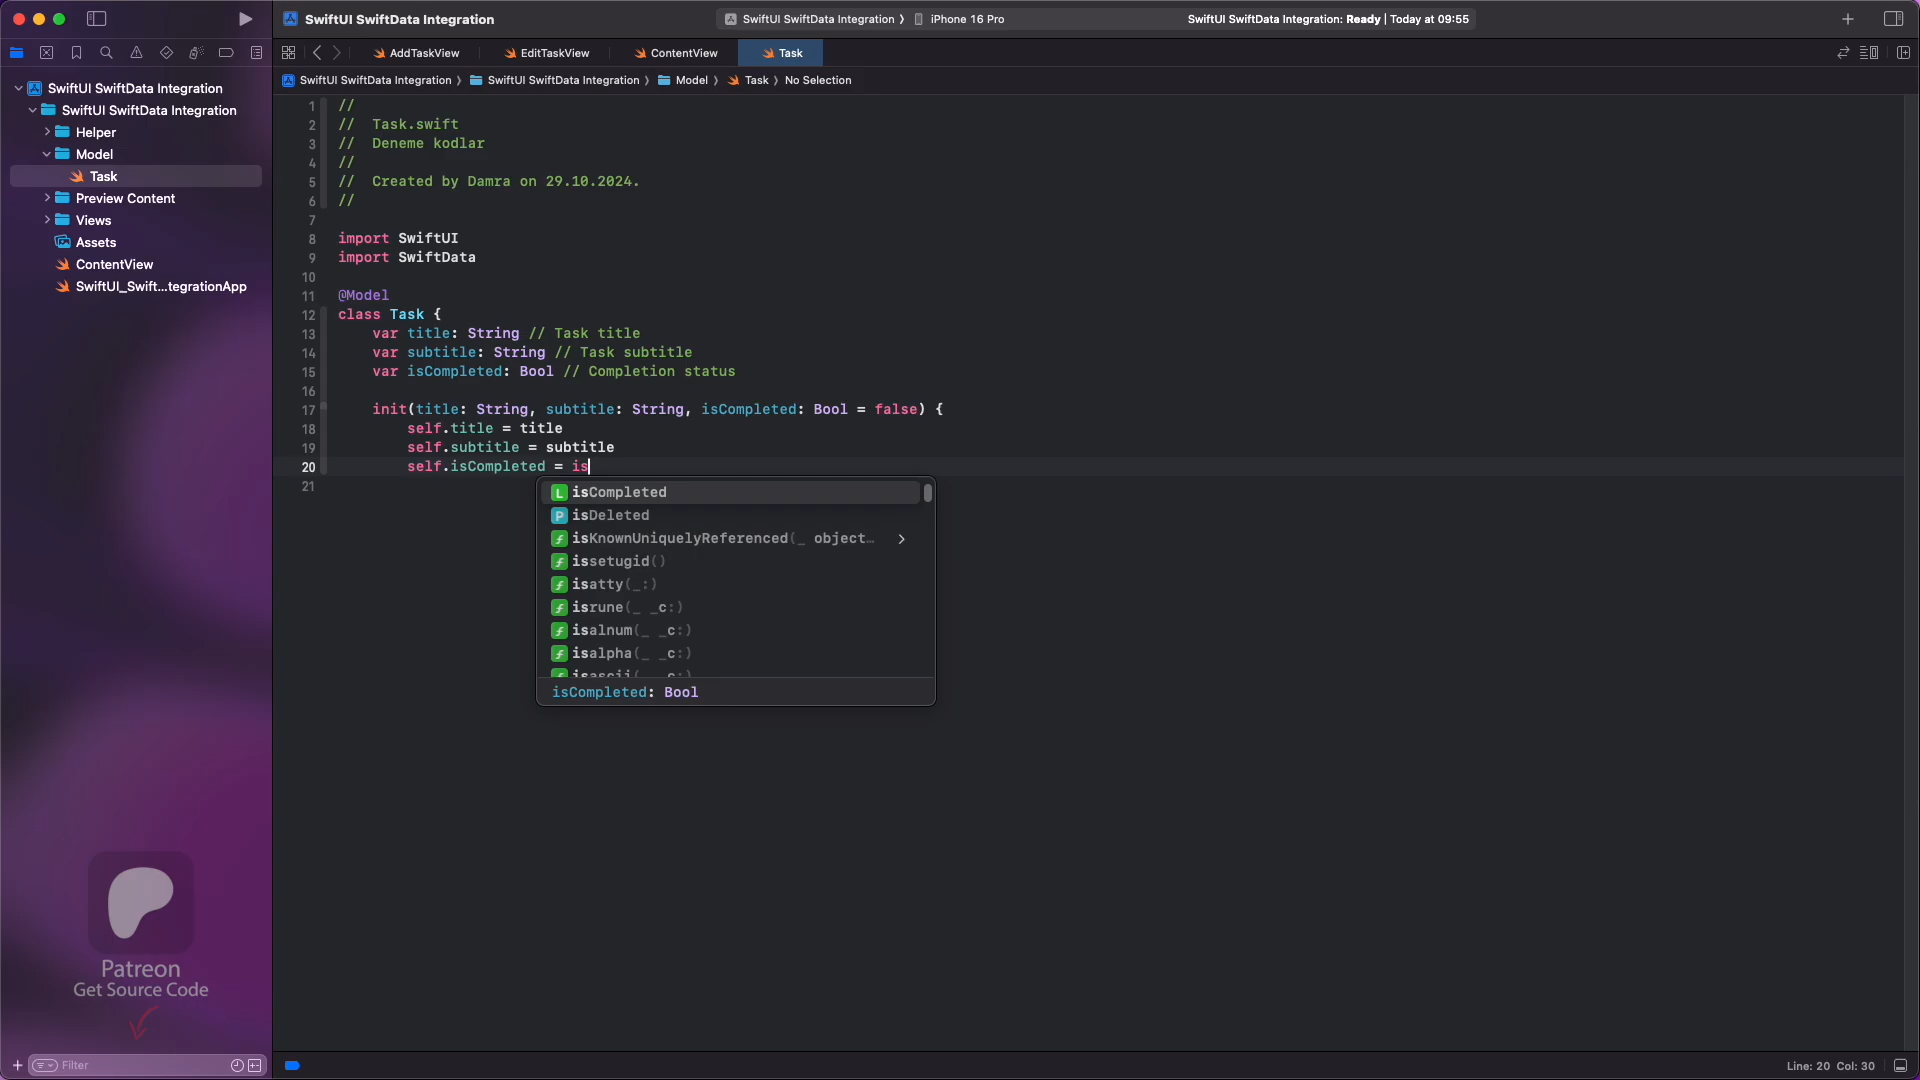 SwiftUI SwiftData Integration
SwiftUI SwiftData Integration 〉 iPhone 16 Pro
SwiftUI SwiftData Integration: Ready | Today at 09:55
AddTaskView
EditTaskView
ContentView
Task
SwiftUI SwiftData Integration 〉 SwiftUI SwiftData Integration 〉 Model 〉 Task 〉 No Selection
SwiftUI SwiftData Integration
SwiftUI SwiftData Integration
Helper
Model
Task
Preview Content
Views
Assets
ContentView
SwiftUI_Swift...tegrationApp
1 //
2 // Task.swift
3 // Deneme kodlar
4 //
5 // Created by Damra on 29.10.2024.
6 //
7
8 import SwiftUI
9 import SwiftData
10
11 @Model
12 class Task {
13 var title: String // Task title
14 var subtitle: String // Task subtitle
15 var isCompleted: Bool // Completion status
16
17 init(title: String, subtitle: String, isCompleted: Bool = false) {
18 self.title = title
19 self.subtitle = subtitle
20 self.isCompleted = is
21
L isCompleted
P isDeleted
f isKnownUniquelyReferenced(_ object…
f issetugid()
f isatty(_:)
f isrune(_ _c:)
f isalnum(_ _c:)
f isalpha(_ _c:)
f isascii(_ _c:)
isCompleted: Bool
Patreon
Get Source Code
Filter
Line: 20 Col: 30